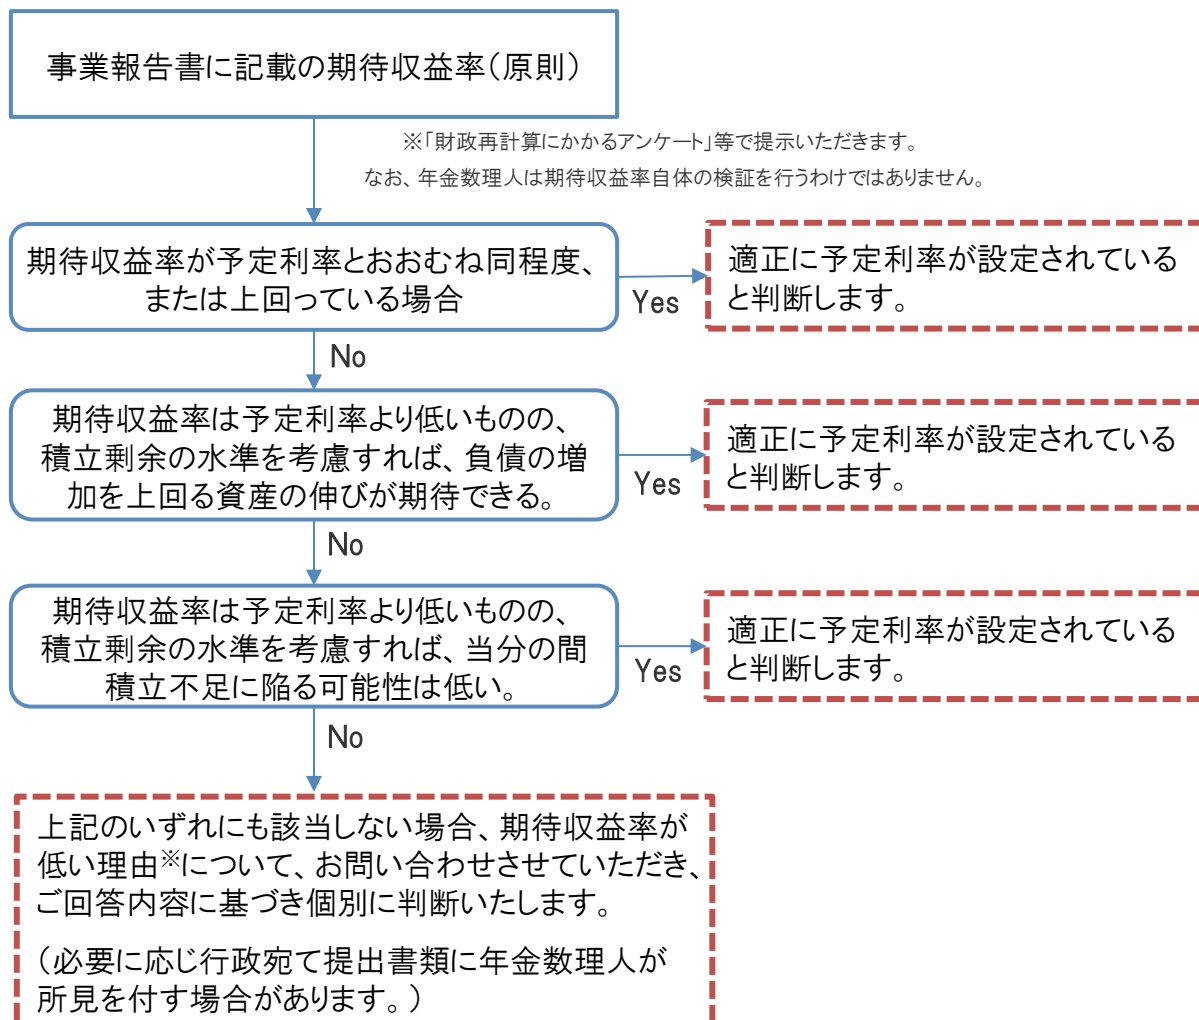 事業報告書に記載の期待収益率（原則）
※「財政再計算にかかるアンケート」等で提示いただきます。
なお、年金数理人は期待収益率自体の検証を行うわけではありません。
期待収益率が予定利率とおおむね同程度、
または上回っている場合
Yes
適正に予定利率が設定されている
と判断します。
No
期待収益率は予定利率より低いものの、
積立剰余の水準を考慮すれば、負債の増
加を上回る資産の伸びが期待できる。
Yes
適正に予定利率が設定されている
と判断します。
No
期待収益率は予定利率より低いものの、
積立剰余の水準を考慮すれば、当分の間
積立不足に陥る可能性は低い。
Yes
適正に予定利率が設定されている
と判断します。
No
上記のいずれにも該当しない場合、期待収益率が
低い理由※について、お問い合わせさせていただき、
ご回答内容に基づき個別に判断いたします。
（必要に応じ行政宛て提出書類に年金数理人が
所見を付す場合があります。）